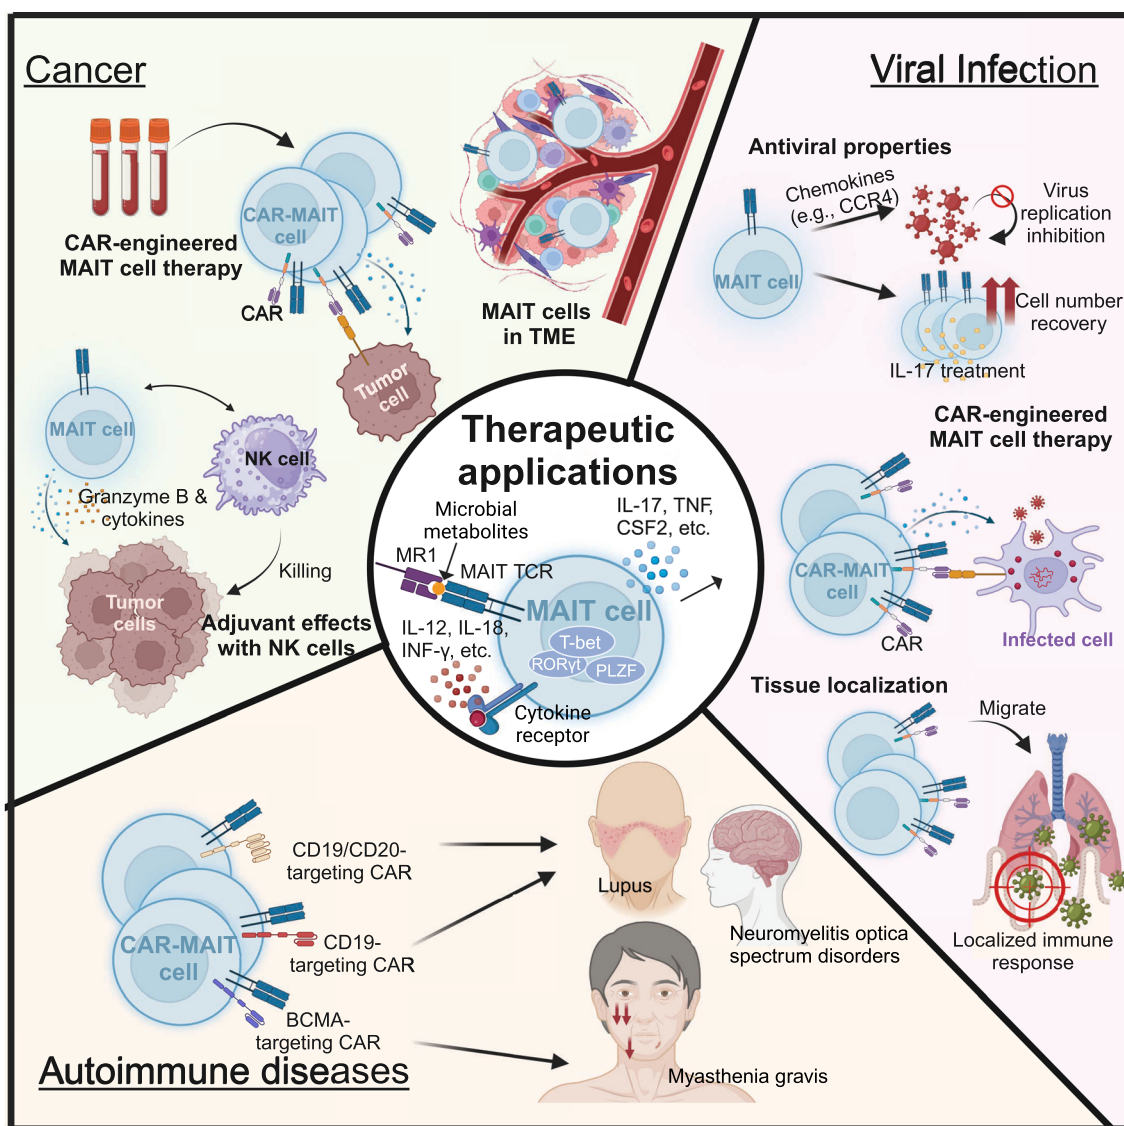 Cancer
CAR-MAIT
cell
CAR-engineered
MAIT cell therapy
CAR
Tumor
cell
MAIT cells
in TME
MAIT cell
NK cell
Granzyme B &
cytokines
Killing
Tumor
cells
Adjuvant effects
with NK cells
Viral Infection
Antiviral properties
Chemokines
(e.g., CCR4)
MAIT cell
Virus
replication
inhibition
Cell number
recovery
IL-17 treatment
CAR-engineered
MAIT cell therapy
CAR-MAIT
cell
CAR
Infected cell
Tissue localization
Migrate
Localized immune
response
Therapeutic
applications
Microbial
metabolites
IL-17, TNF,
CSF2, etc.
MR1
MAIT TCR
MAIT cell
IL-12, IL-18,
INF-γ, etc.
T-bet
RORγt
PLZF
Cytokine
receptor
CD19/CD20-
targeting CAR
CAR-MAIT
cell
CD19-
targeting CAR
BCMA-
targeting CAR
Lupus
Neuromyelitis optica
spectrum disorders
Myasthenia gravis
Autoimmune diseases